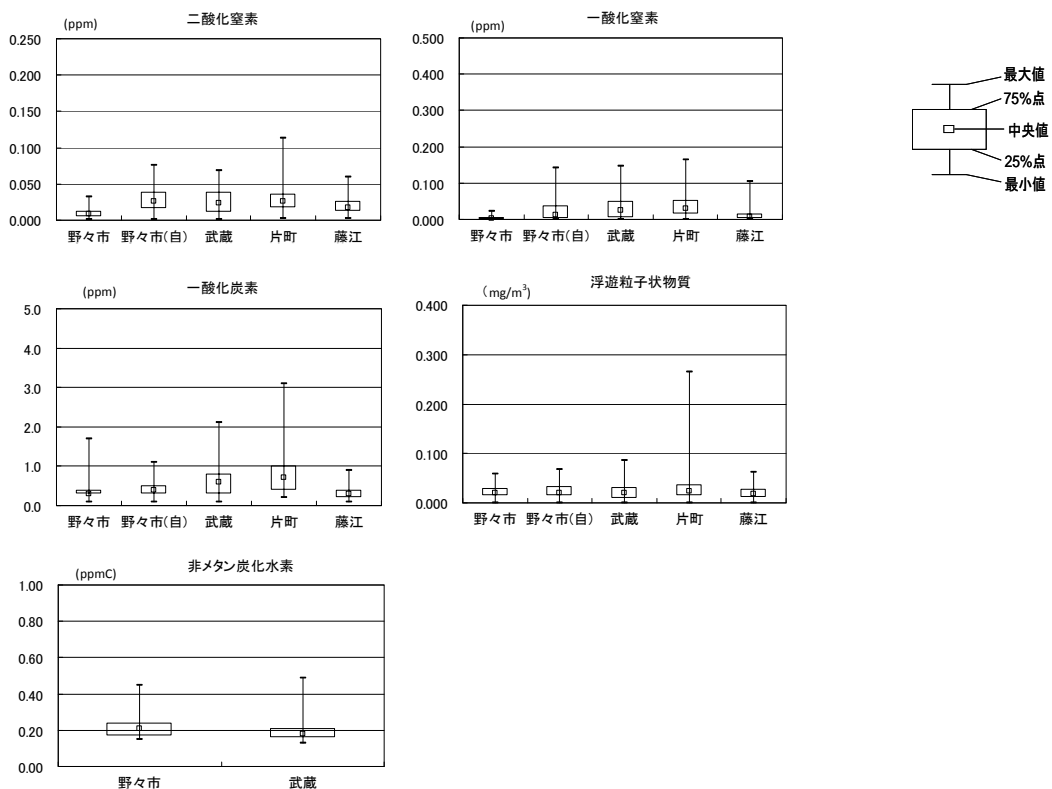 二酸化窒素
(ppm)
0.250
0.200
0.150
0.100
0.050
0.000
野々市 野々市(自) 武蔵 片町 藤江
一酸化窒素
(ppm)
0.500
0.400
0.300
0.200
0.100
0.000
野々市 野々市(自) 武蔵 片町 藤江
最大値
75%点
中央値
25%点
最小値
一酸化炭素
(ppm)
5.0
4.0
3.0
2.0
1.0
0.0
野々市 野々市(自) 武蔵 片町 藤江
浮遊粒子状物質
(mg/m³)
0.400
0.300
0.200
0.100
0.000
野々市 野々市(自) 武蔵 片町 藤江
非メタン炭化水素
(ppmC)
1.00
0.80
0.60
0.40
0.20
0.00
野々市 武蔵